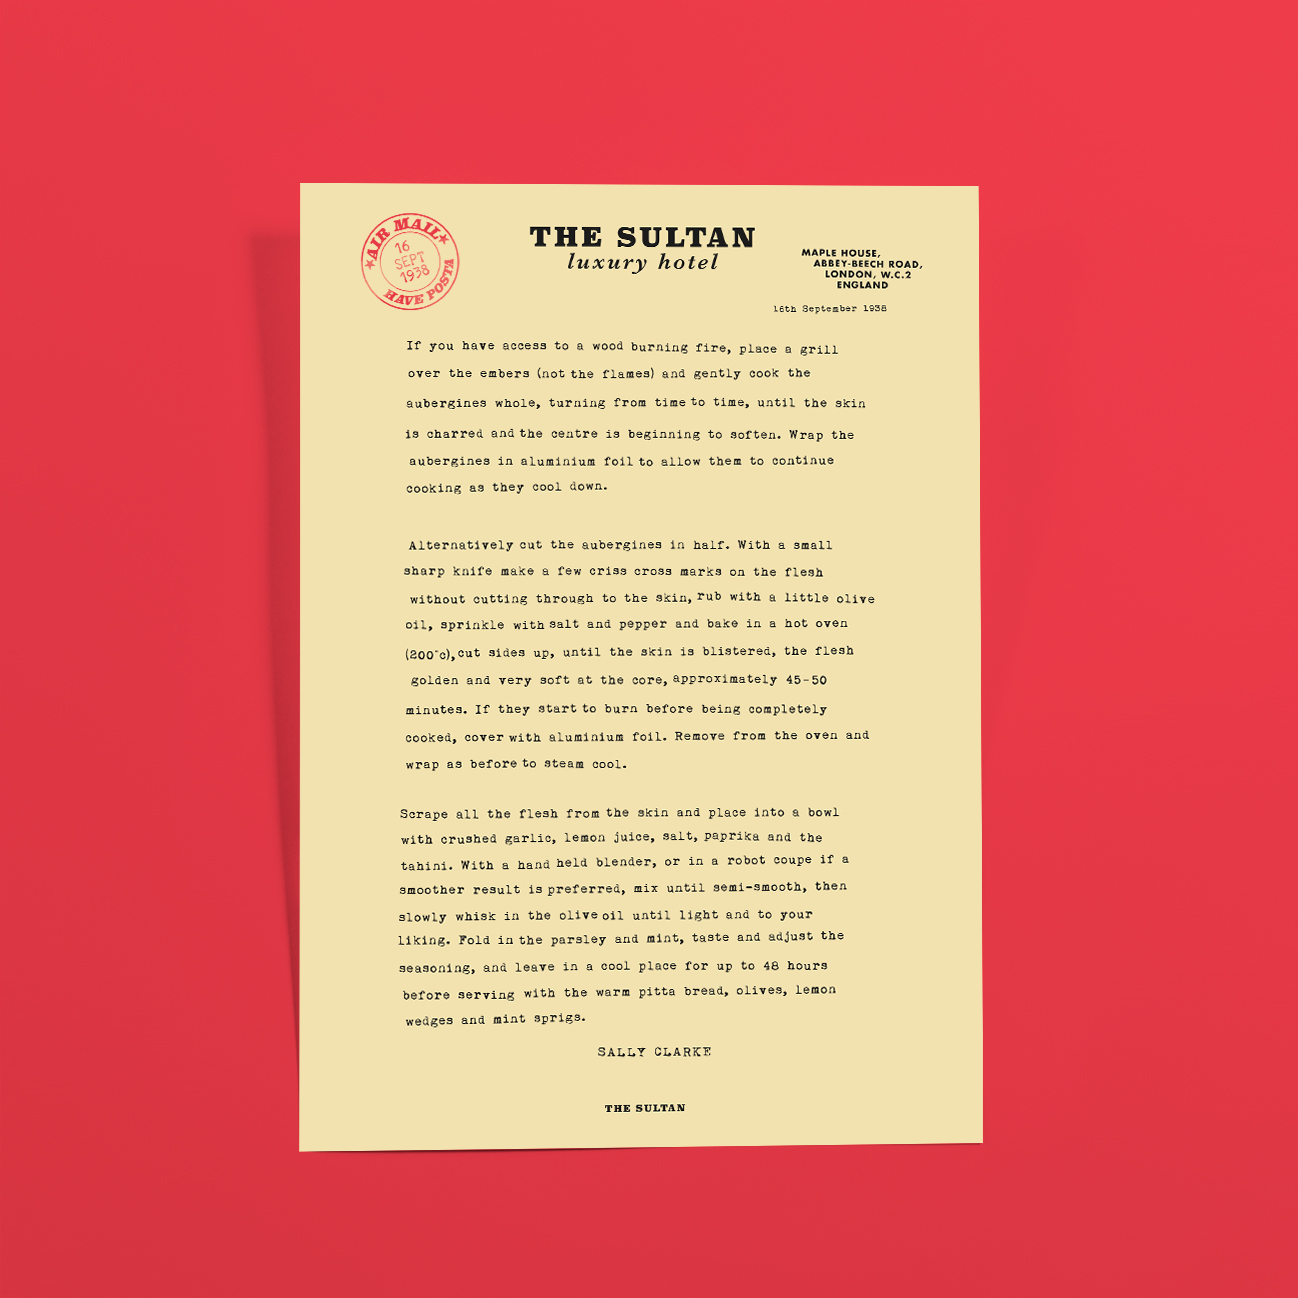 AIR MAIL
16
SEPT
1938
HAVE POSTA
THE SULTAN
luxury hotel
MAPLE HOUSE,
ABBEY-BEECH ROAD,
LONDON, W.C.2
ENGLAND
16th September 1938
If you have access to a wood burning fire, place a grill
over the embers (not the flames) and gently cook the
aubergines whole, turning from time to time, until the skin
is charred and the centre is beginning to soften. Wrap the
aubergines in aluminium foil to allow them to continue
cooking as they cool down.
Alternatively cut the aubergines in half. With a small
sharp knife make a few criss cross marks on the flesh
without cutting through to the skin, rub with a little olive
oil, sprinkle with salt and pepper and bake in a hot oven
(200°c), cut sides up, until the skin is blistered, the flesh
golden and very soft at the core, approximately 45-50
minutes. If they start to burn before being completely
cooked, cover with aluminium foil. Remove from the oven and
wrap as before to steam cool.
Scrape all the flesh from the skin and place into a bowl
with crushed garlic, lemon juice, salt, paprika and the
tahini. With a hand held blender, or in a robot coupe if a
smoother result is preferred, mix until semi-smooth, then
slowly whisk in the olive oil until light and to your
liking. Fold in the parsley and mint, taste and adjust the
seasoning, and leave in a cool place for up to 48 hours
before serving with the warm pitta bread, olives, lemon
wedges and mint sprigs.
SALLY CLARKE
THE SULTAN